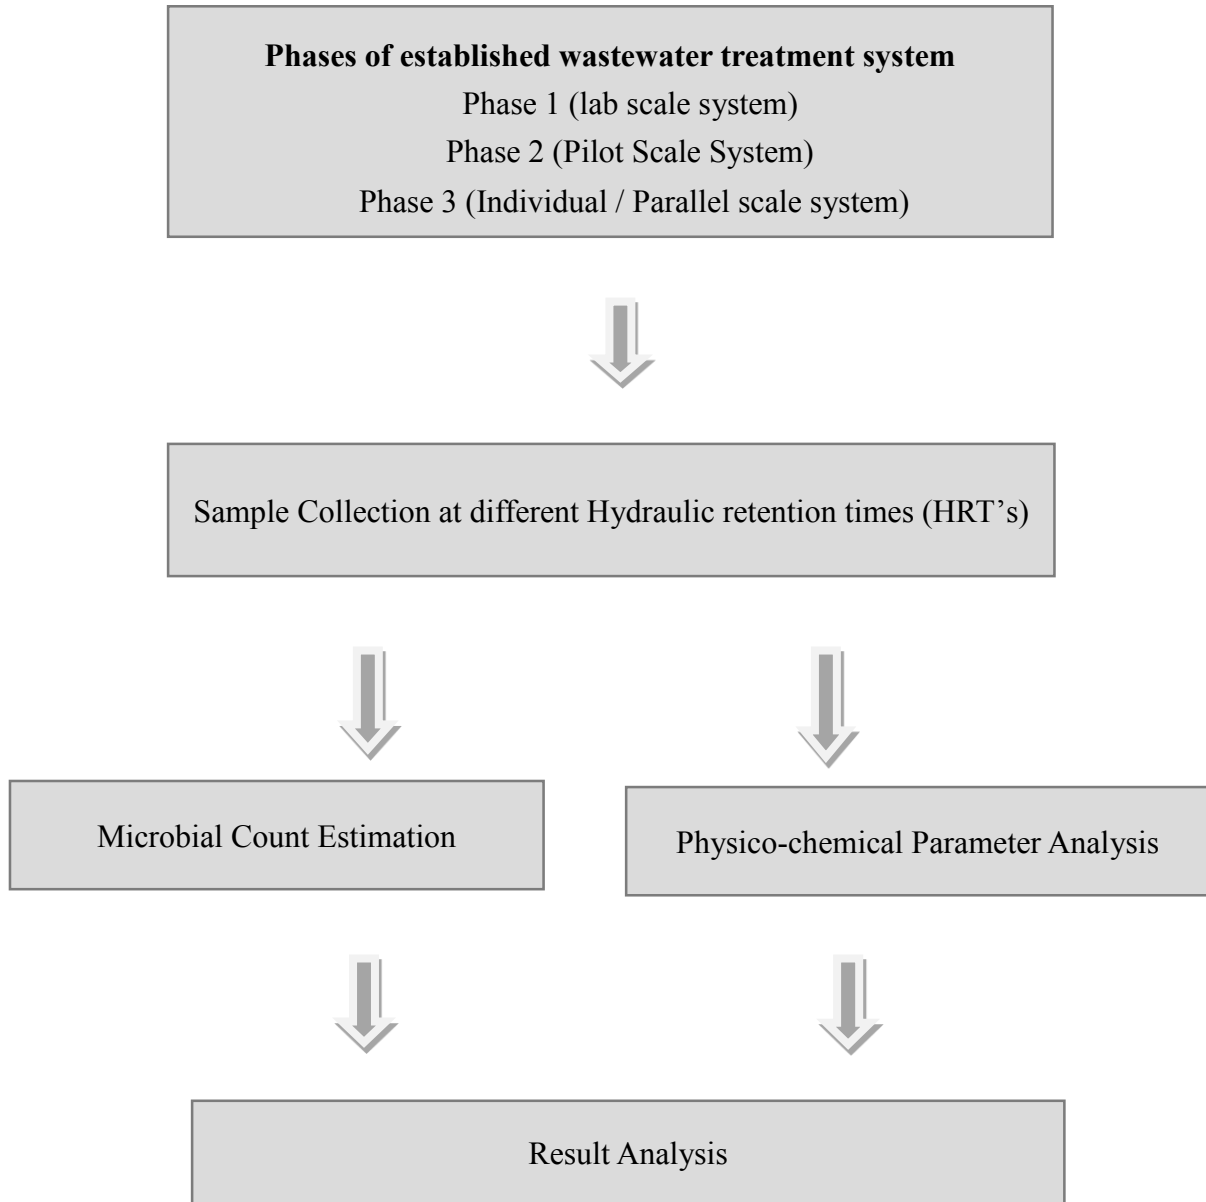 Phases of established wastewater treatment system
Phase 1 (lab scale system)
Phase 2 (Pilot Scale System)
Phase 3 (Individual / Parallel scale system)
Sample Collection at different Hydraulic retention times (HRT’s)
Microbial Count Estimation
Physico-chemical Parameter Analysis
Result Analysis